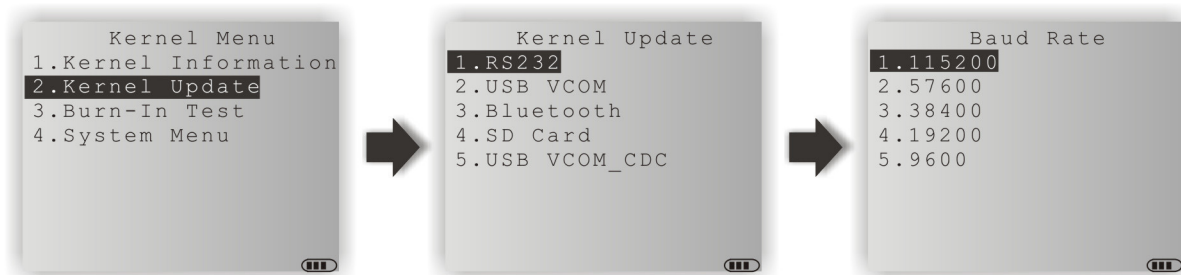 Kernel Menu
1.Kernel Information
2.Kernel Update
3.Burn-In Test
4.System Menu
Kernel Update
1.RS232
2.USB VCOM
3.Bluetooth
4.SD Card
5.USB VCOM_CDC
Baud Rate
1.115200
2.57600
3.38400
4.19200
5.9600